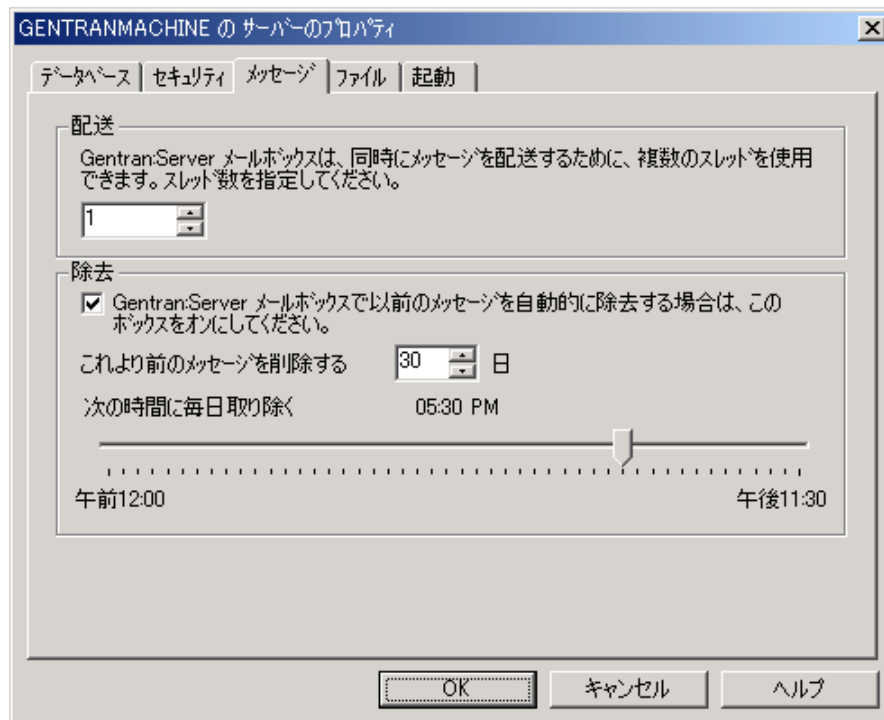 GENTRANMACHINE の サーバーのプロパティ
データベース セキュリティ メッセージ ファイル 起動
配送
Gentran:Server メールボックスは、同時にメッセージを配送するために、複数のスレッドを使用
できます。スレッド数を指定してください。
1
除去
Gentran:Server メールボックスで以前のメッセージを自動的に除去する場合は、この
ボックスをオンにしてください。
これより前のメッセージを削除する 30 日
次の時間に毎日取り除く 05:30 PM
午前12:00 午後11:30
OK キャンセル ヘルプ